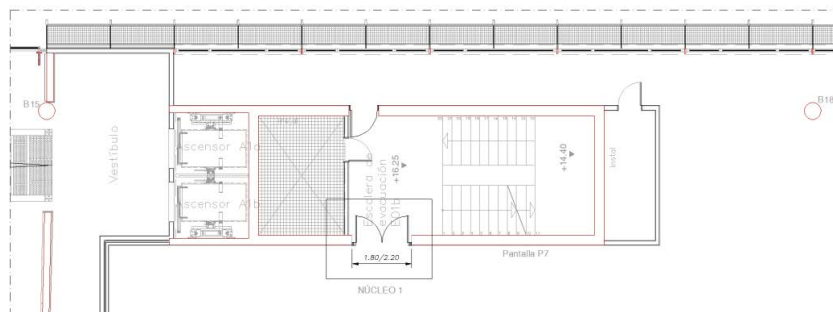 B15
B18
Vestíbulo
Ascensor A1a
Ascensor A1b
Instal.
Escalera de
evacuación
E01b
+16.25
+14.40
Instal
1.80/2.20
Pantalla P7
NÚCLEO 1